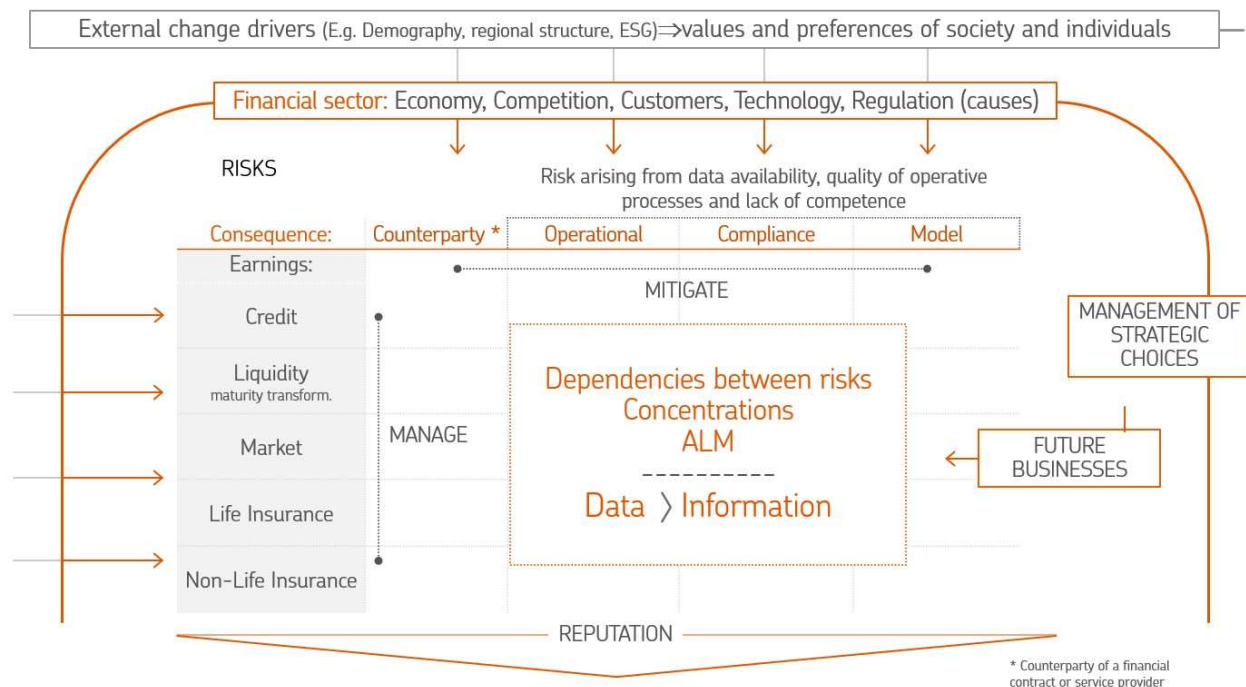 External change drivers (E.g. Demography, regional structure, ESG)⇒values and preferences of society and individuals
Financial sector: Economy, Competition, Customers, Technology, Regulation (causes)
RISKS
Risk arising from data availability, quality of operative
processes and lack of competence
Consequence: Counterparty * Operational Compliance Model
Earnings:
MITIGATE
Credit
Liquidity
maturity transform.
Market
Life Insurance
Non-Life Insurance
MANAGE
Dependencies between risks
Concentrations
ALM
Data 〉 Information
MANAGEMENT OF
STRATEGIC
CHOICES
FUTURE
BUSINESSES
REPUTATION
* Counterparty of a financial
contract or service provider